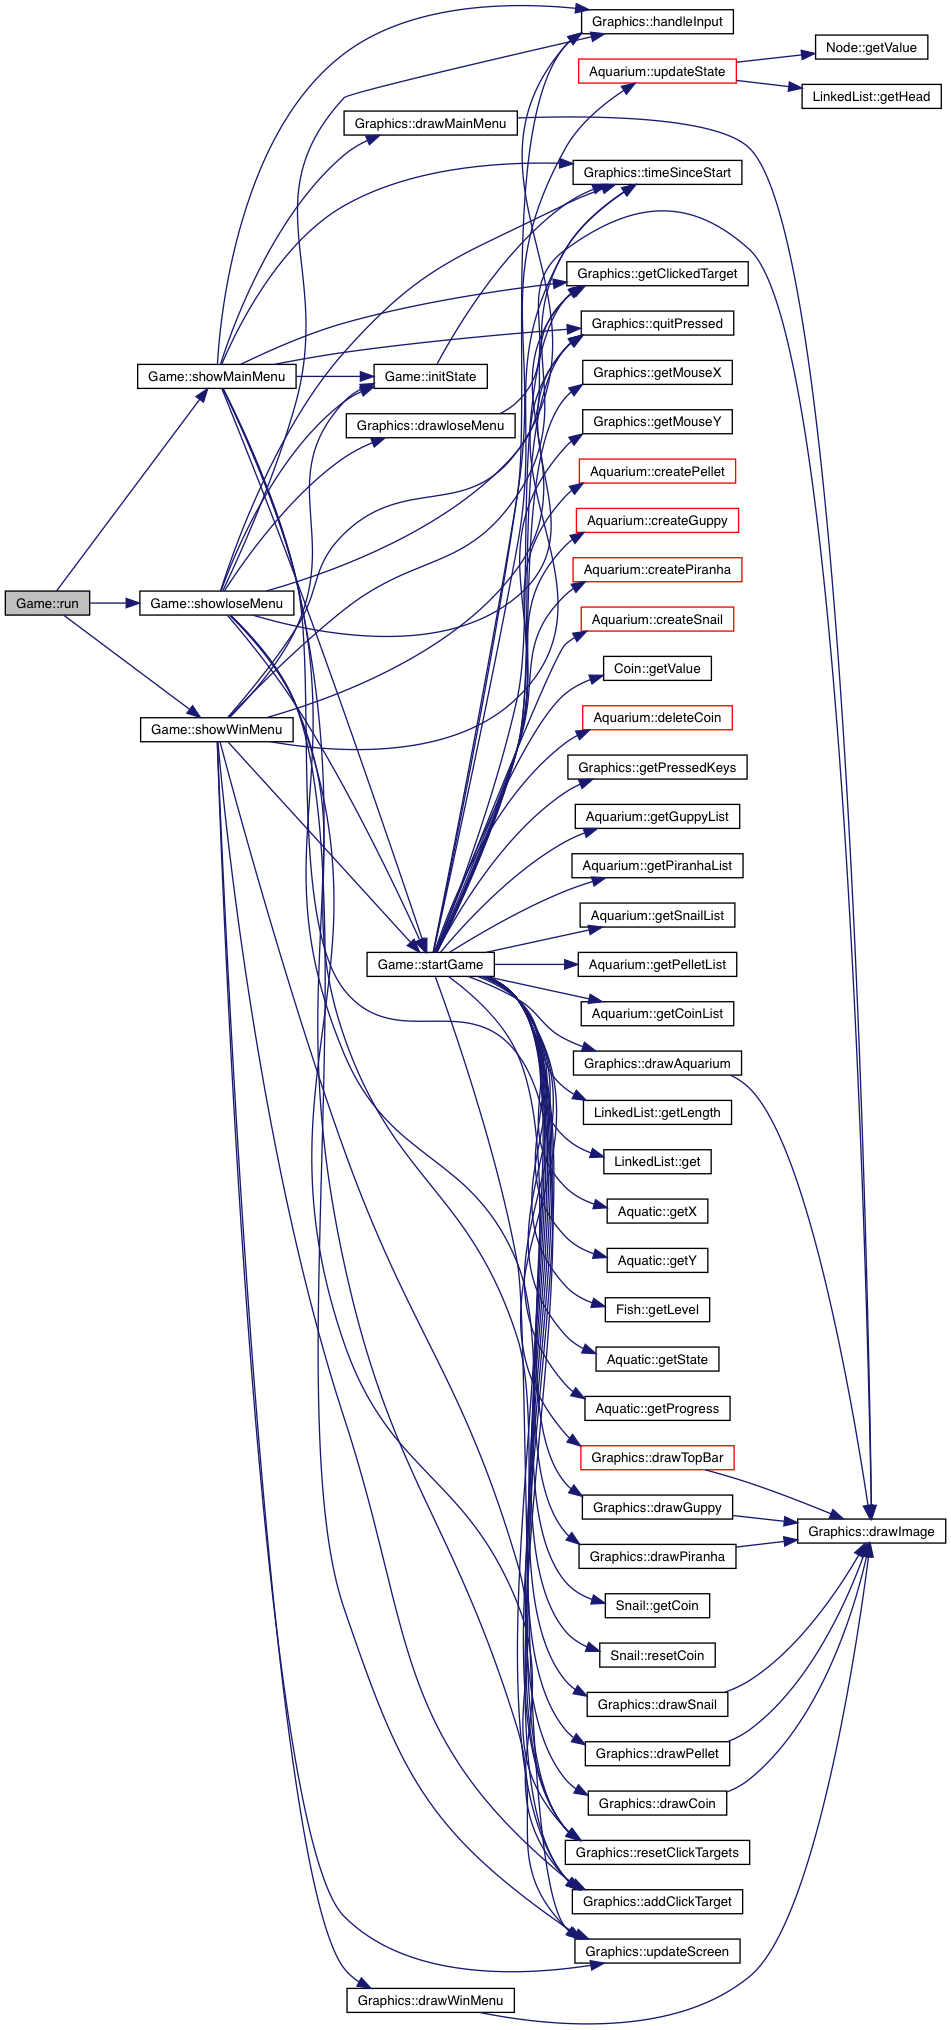 Game::run
Game::showMainMenu
Game::showloseMenu
Game::showWinMenu
Graphics::drawMainMenu
Game::initState
Graphics::drawloseMenu
Game::startGame
Graphics::drawWinMenu
Graphics::handleInput
Aquarium::updateState
Node::getValue
LinkedList::getHead
Graphics::timeSinceStart
Graphics::getClickedTarget
Graphics::quitPressed
Graphics::getMouseX
Graphics::getMouseY
Aquarium::createPellet
Aquarium::createGuppy
Aquarium::createPiranha
Aquarium::createSnail
Coin::getValue
Aquarium::deleteCoin
Graphics::getPressedKeys
Aquarium::getGuppyList
Aquarium::getPiranhaList
Aquarium::getSnailList
Aquarium::getPelletList
Aquarium::getCoinList
Graphics::drawAquarium
LinkedList::getLength
LinkedList::get
Aquatic::getX
Aquatic::getY
Fish::getLevel
Aquatic::getState
Aquatic::getProgress
Graphics::drawTopBar
Graphics::drawGuppy
Graphics::drawImage
Graphics::drawPiranha
Snail::getCoin
Snail::resetCoin
Graphics::drawSnail
Graphics::drawPellet
Graphics::drawCoin
Graphics::resetClickTargets
Graphics::addClickTarget
Graphics::updateScreen